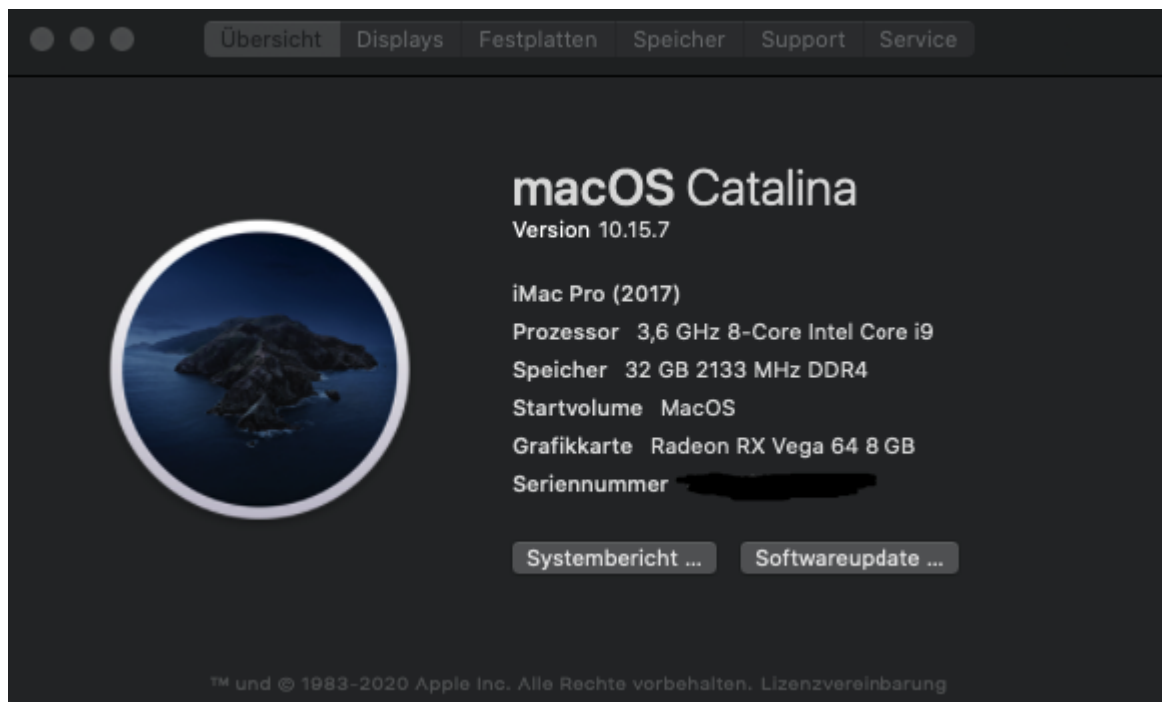 Übersicht Displays Festplatten Speicher Support Service
macOS Catalina
Version 10.15.7
iMac Pro (2017)
Prozessor 3,6 GHz 8-Core Intel Core i9
Speicher 32 GB 2133 MHz DDR4
Startvolume MacOS
Grafikkarte Radeon RX Vega 64 8 GB
Seriennummer
Systembericht ... Softwareupdate ...
™ und © 1983-2020 Apple Inc. Alle Rechte vorbehalten. Lizenzvereinbarung